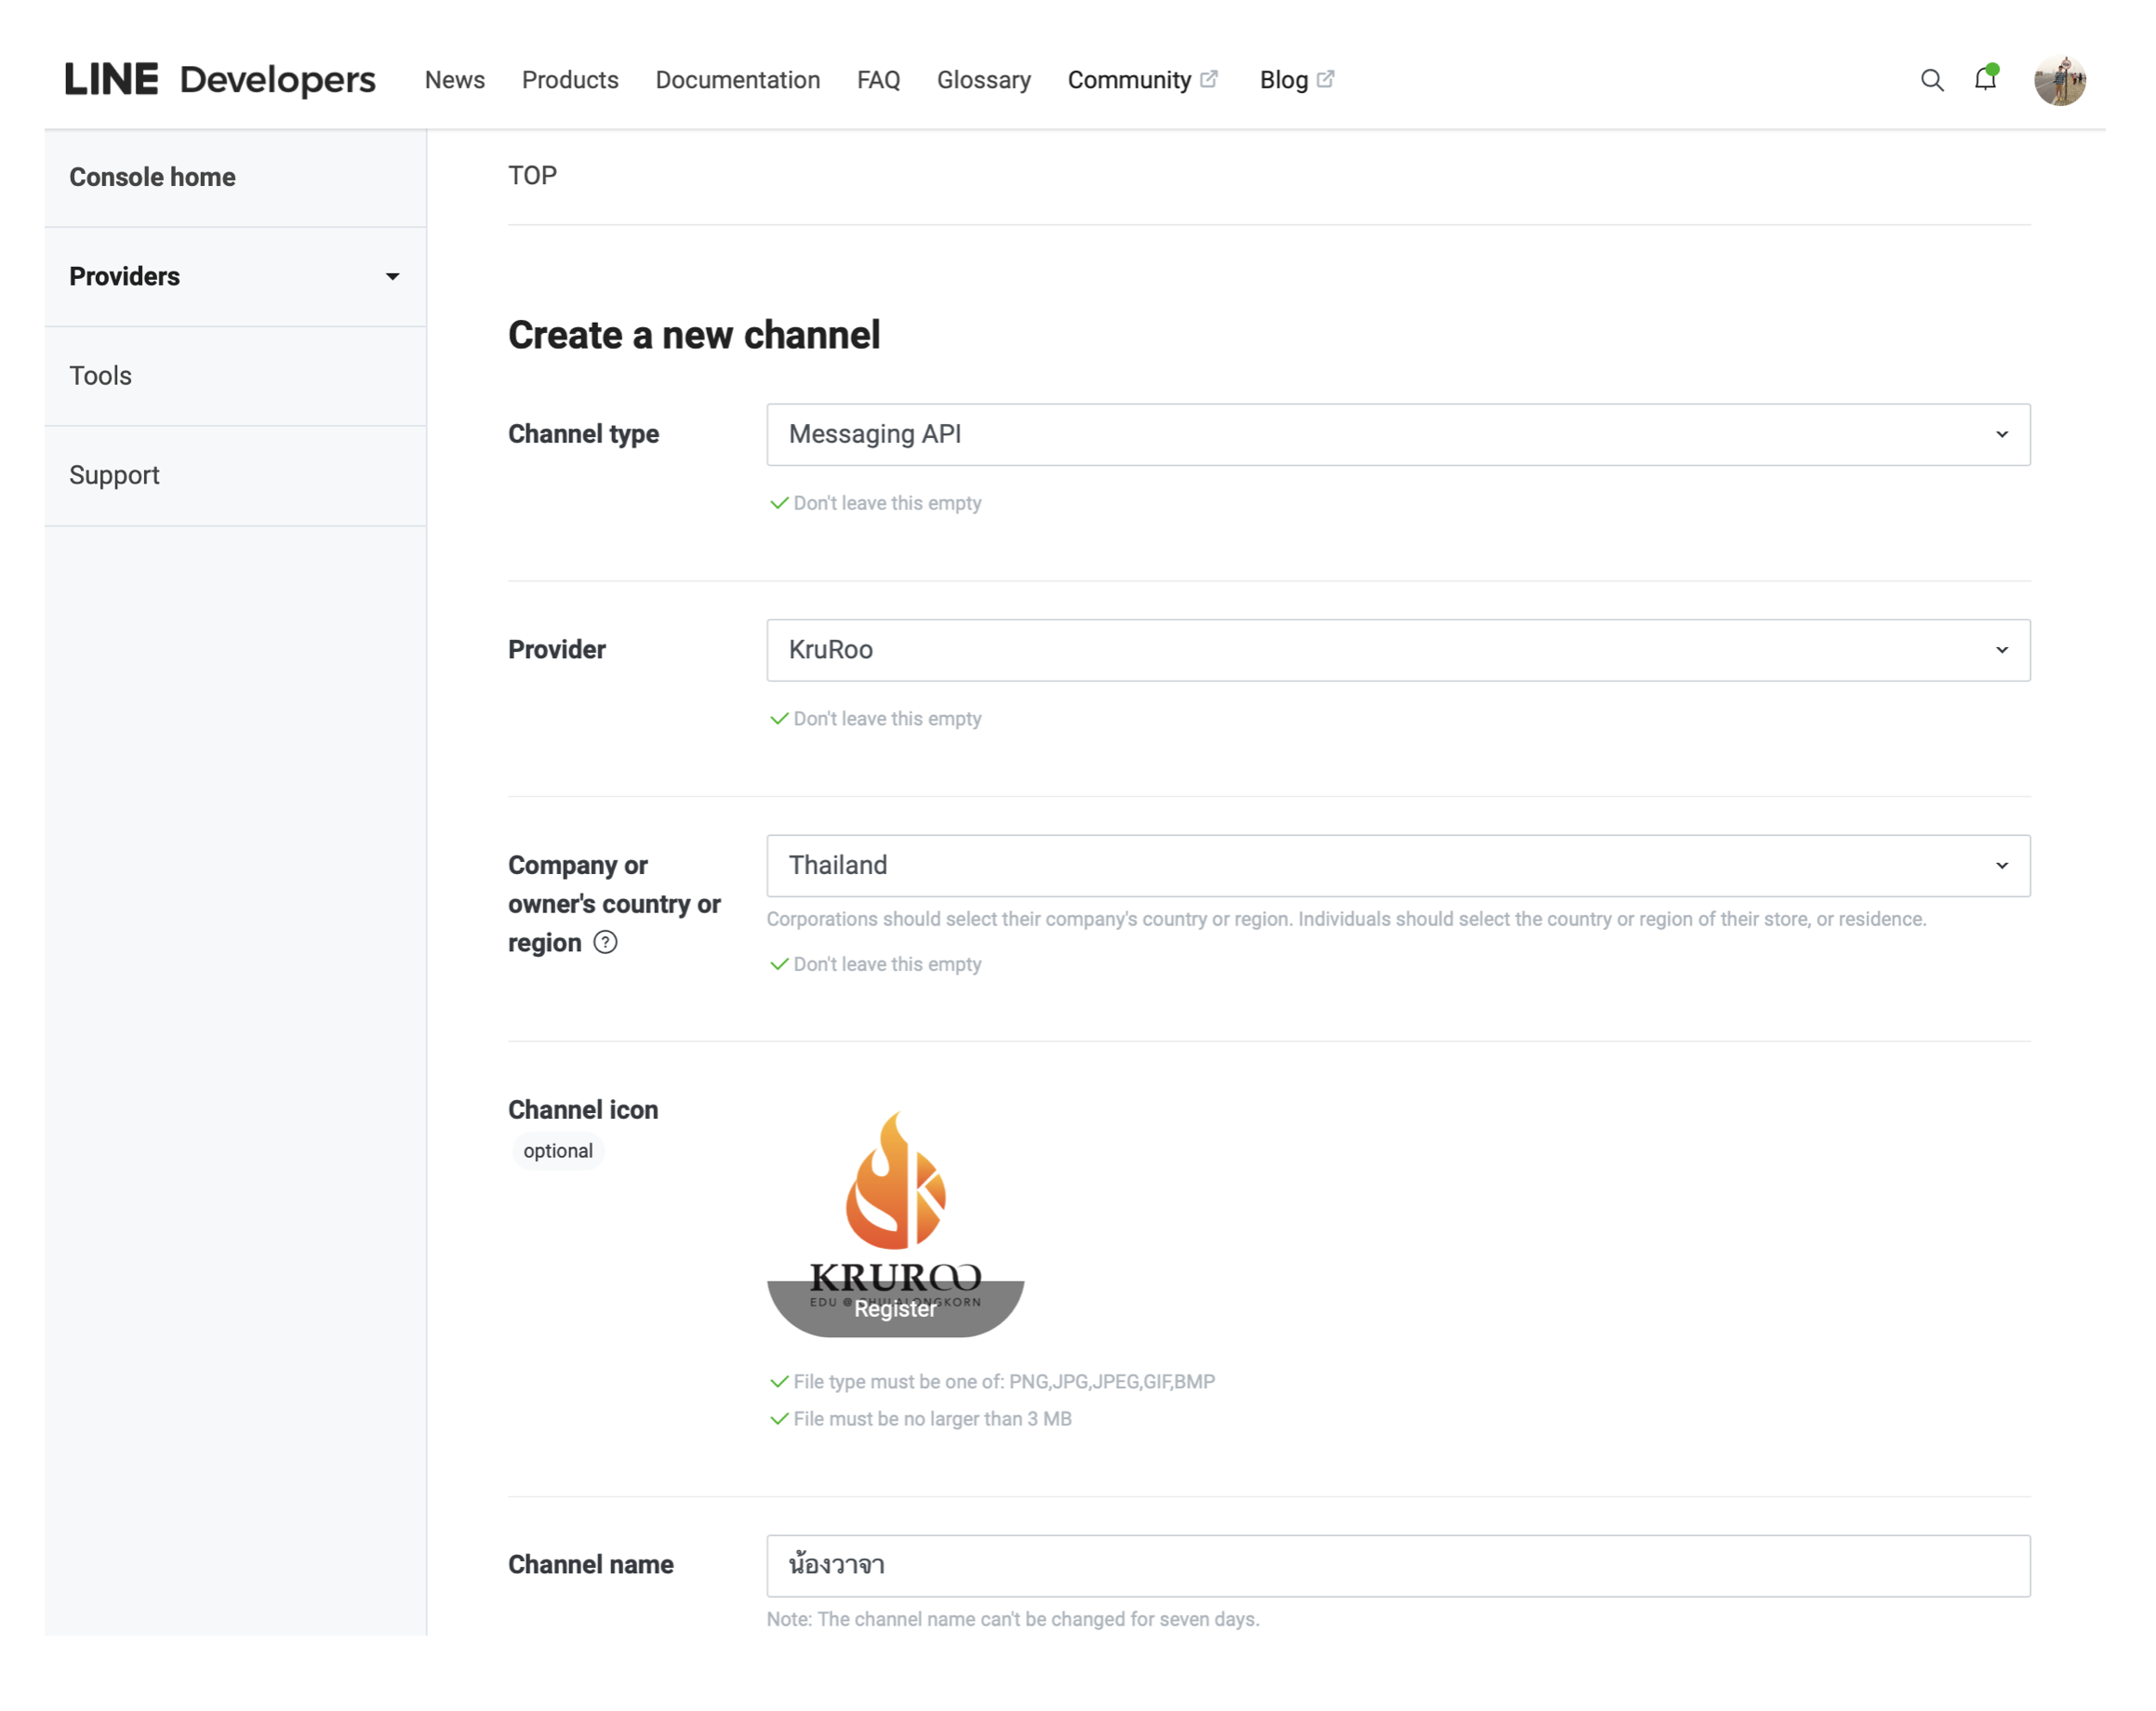 LINE Developers News Products Documentation FAQ Glossary Community Blog
Console home
Providers
Tools
Support
TOP
Create a new channel
Channel type
Messaging API
Don't leave this empty
Provider
KruRoo
Don't leave this empty
Company or
owner's country or
region ?
Thailand
Corporations should select their company's country or region. Individuals should select the country or region of their store, or residence.
Don't leave this empty
Channel icon
optional
KRUROO
EDU @ CHULALONGKORN
Register
File type must be one of: PNG,JPG,JPEG,GIF,BMP
File must be no larger than 3 MB
Channel name
น้องวาจา
Note: The channel name can't be changed for seven days.